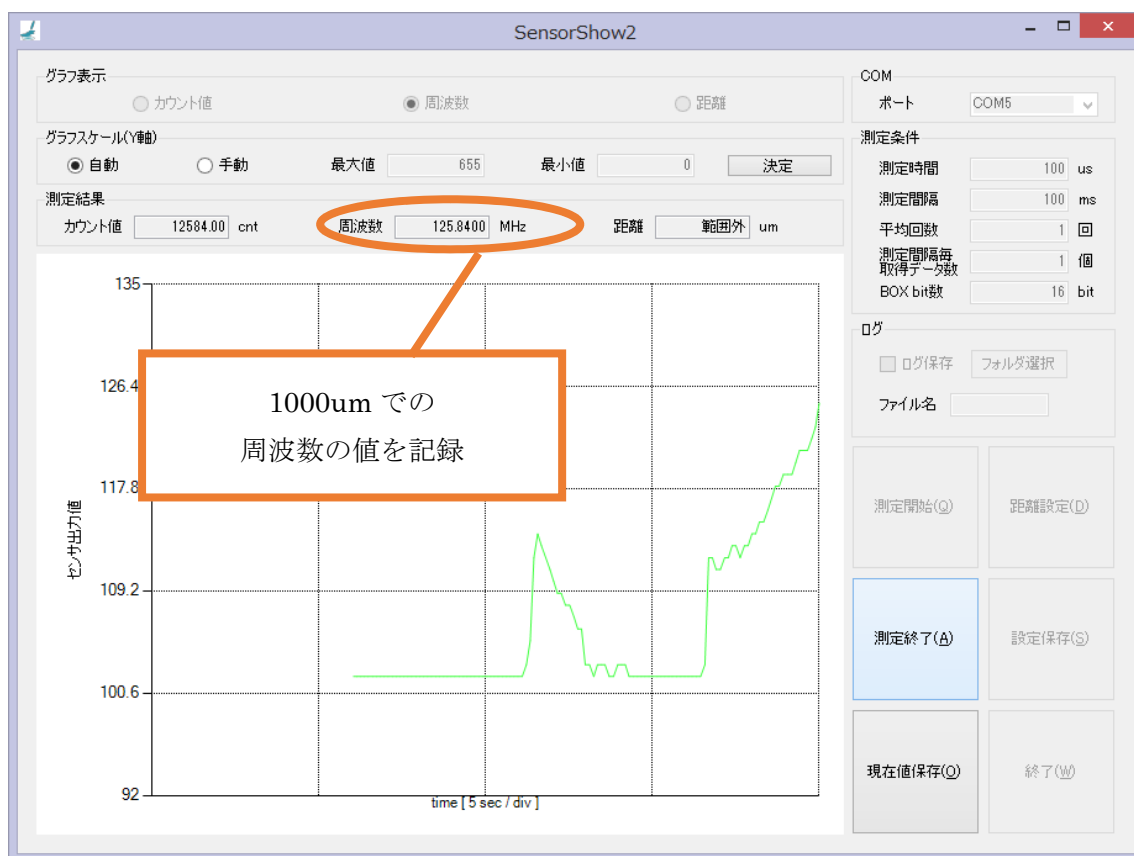 SensorShow2
グラフ表示
カウント値 周波数 距離
グラフスケール(Y軸)
自動 手動 最大値 655 最小値 0 決定
測定結果
カウント値 12584.00 cnt 周波数 125.8400 MHz 距離 範囲外 um
COM
ポート COM5
測定条件
測定時間 100 us
測定間隔 100 ms
平均回数 1 回
測定間隔毎
取得データ数 1 個
BOX bit数 16 bit
ログ
ログ保存 フォルダ選択
ファイル名
測定開始(Q) 距離設定(D)
測定終了(A) 設定保存(S)
現在値保存(O) 終了(W)
1000um での
周波数の値を記録
センサ出力値
135
126.4
117.8
109.2
100.6
92
time [ 5 sec / div ]